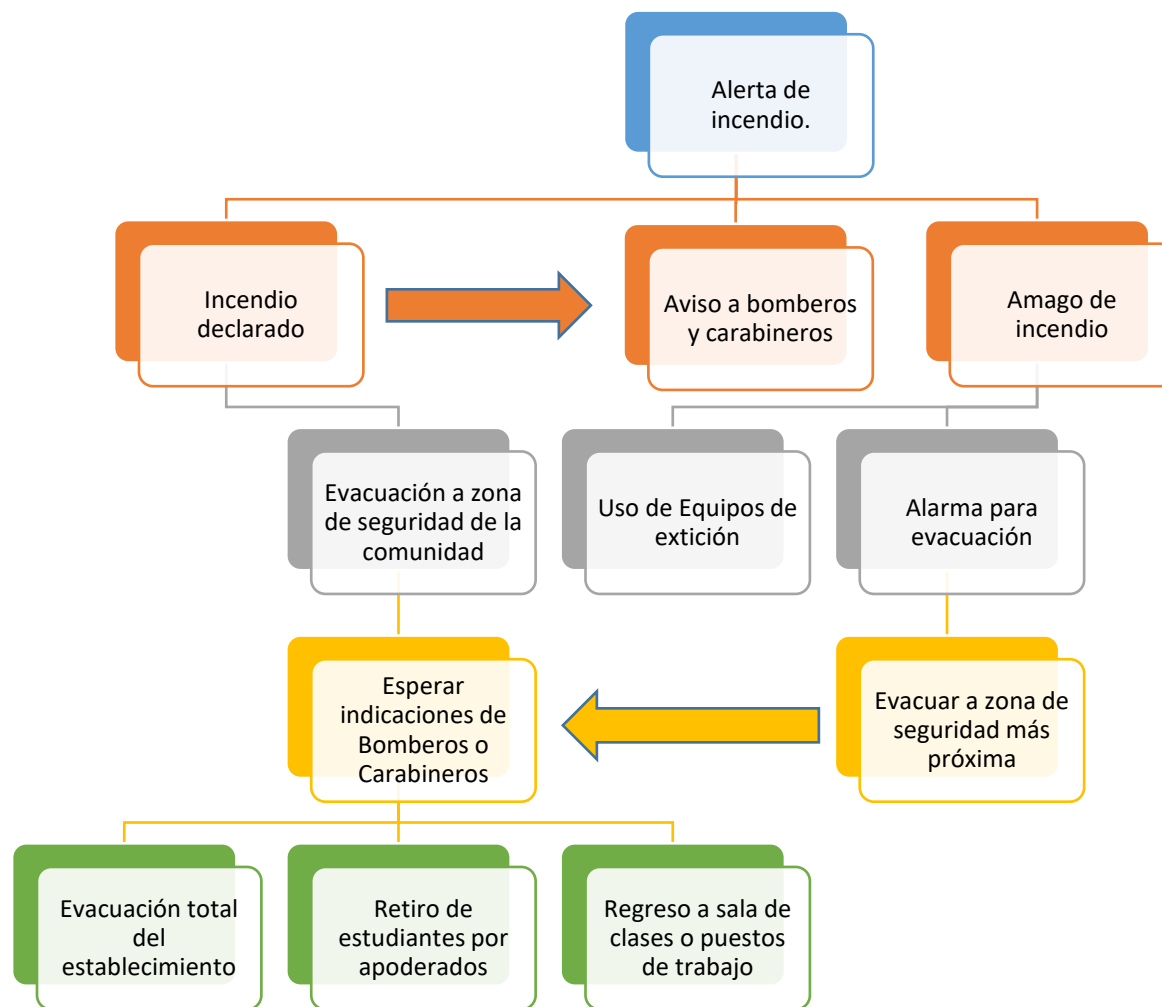 Alerta de
incendio.
Incendio
declarado
Aviso a bomberos
y carabineros
Amago de
incendio
Evacuación a zona
de seguridad de la
comunidad
Uso de Equipos de
extición
Alarma para
evacuación
Esperar
indicaciones de
Bomberos o
Carabineros
Evacuar a zona de
seguridad más
próxima
Evacuación total
del
establecimiento
Retiro de
estudiantes por
apoderados
Regreso a sala de
clases o puestos
de trabajo